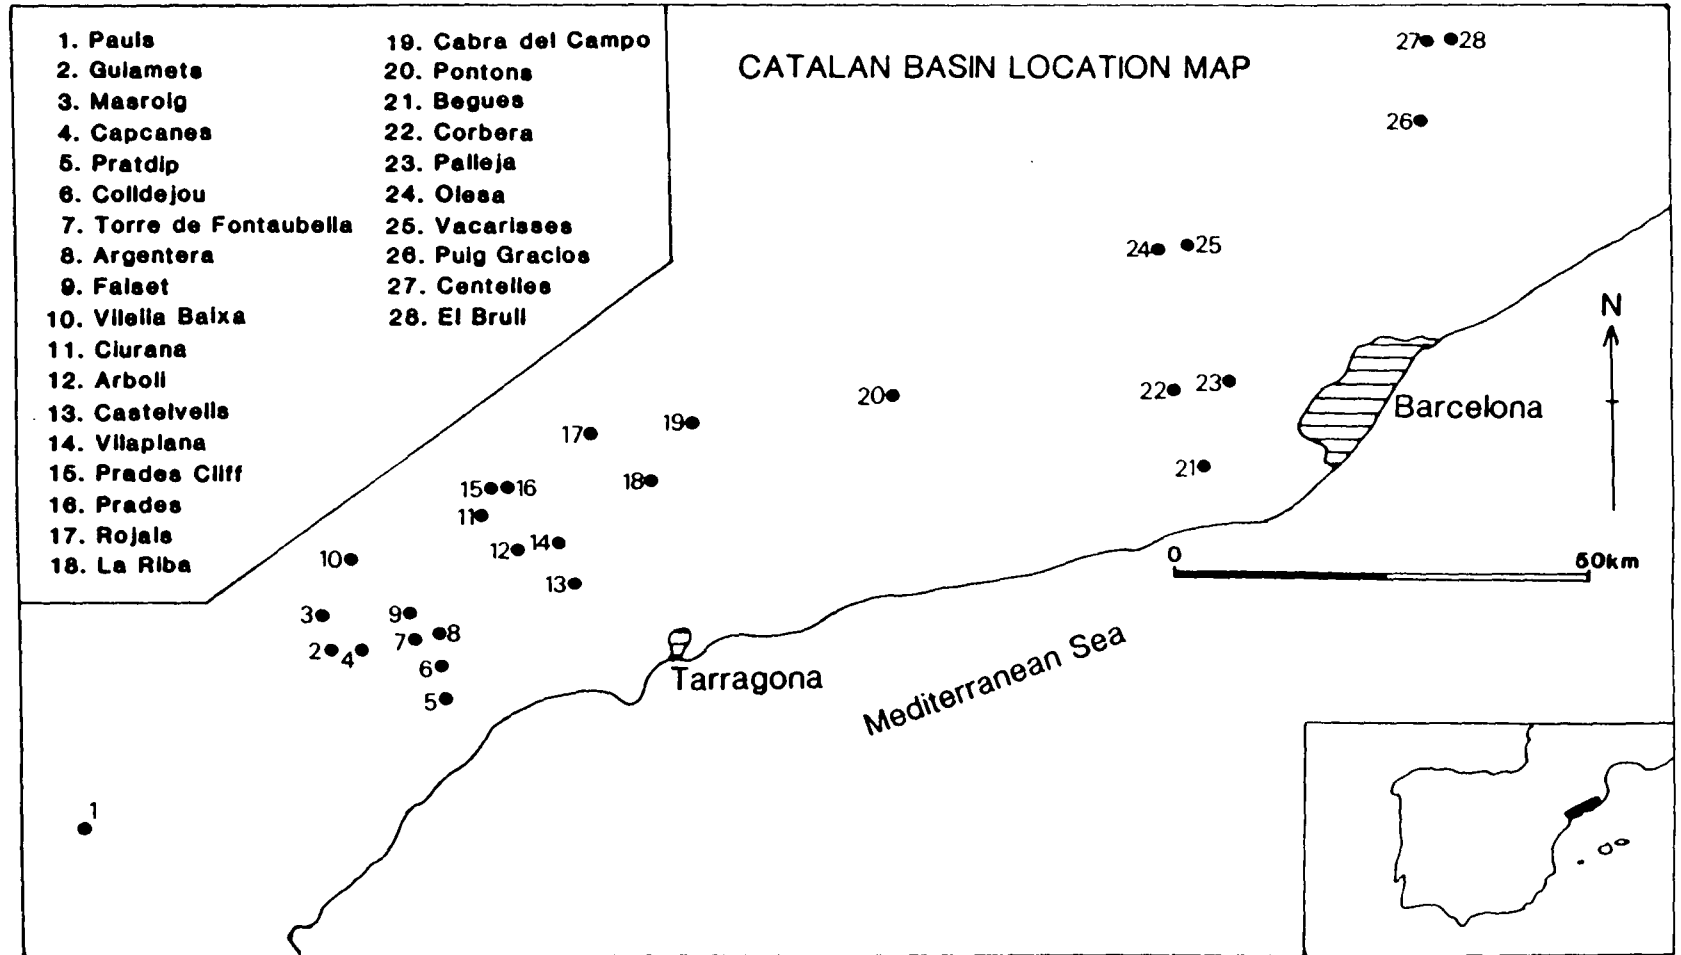 1. Pauls
2. Guiamets
3. Masroig
4. Capcanes
5. Pratdip
6. Colldejou
7. Torre de Fontaubella
8. Argentera
9. Falset
10. Vilella Baixa
11. Ciurana
12. Arboli
13. Castelvells
14. Vilaplana
15. Prades Cliff
16. Prades
17. Rojals
18. La Riba
19. Cabra del Campo
20. Pontons
21. Begues
22. Corbera
23. Palleja
24. Olesa
25. Vacarisses
26. Puig Gracios
27. Centelles
28. El Brull
CATALAN BASIN LOCATION MAP
27 28
26
24 25
N
20
22 23
Barcelona
19
17
21
18
15 16
11
12 14
10
13
0 50km
3
9
8
7
2 4
6
5
Tarragona
Mediterranean Sea
1